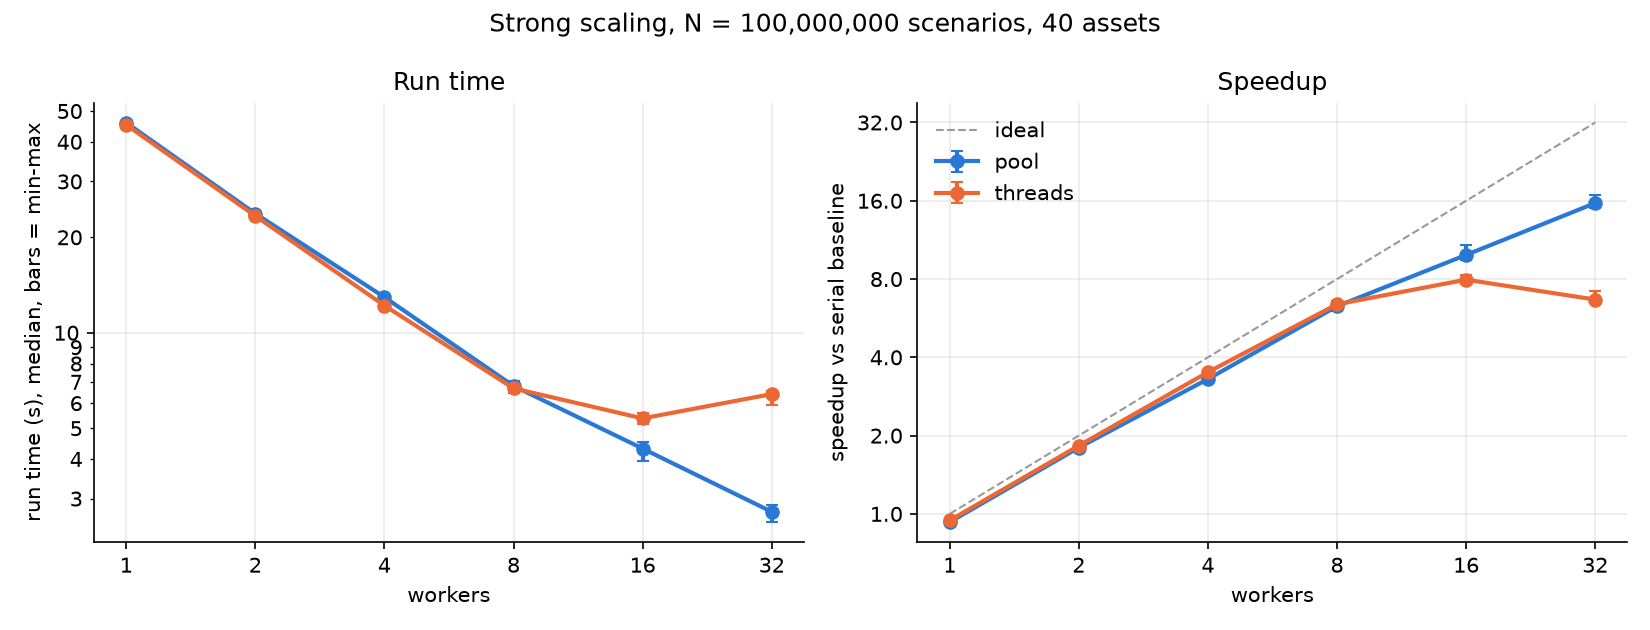 Strong scaling, N = 100,000,000 scenarios, 40 assets
Run time
run time (s), median, bars = min-max
50
40
30
20
10
9
8
7
6
5
4
3
1 2 4 8 16 32
workers
Speedup
speedup vs serial baseline
32.0
16.0
8.0
4.0
2.0
1.0
ideal
pool
threads
1 2 4 8 16 32
workers